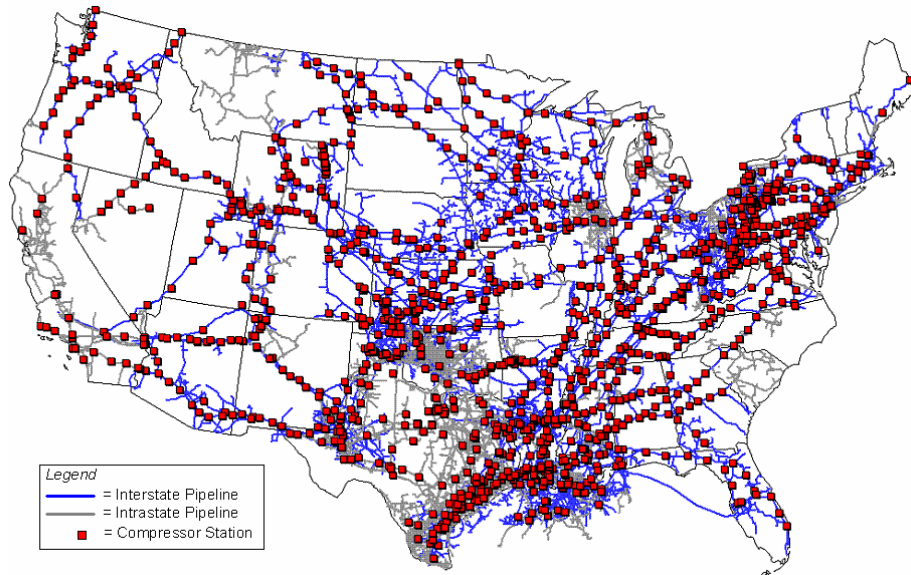 Legend
= Interstate Pipeline
= Intrastate Pipeline
= Compressor Station